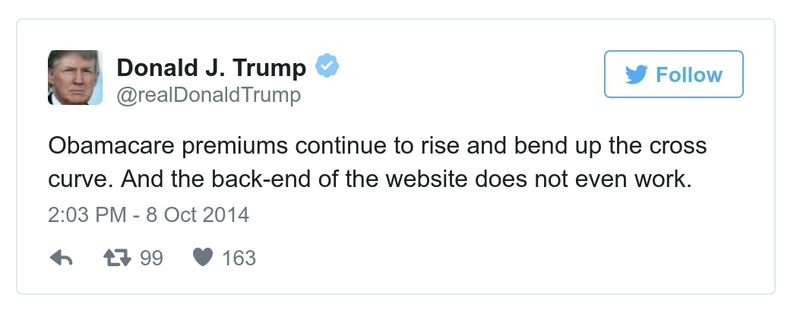 Donald J. Trump
@realDonaldTrump
Follow
Obamacare premiums continue to rise and bend up the cross
curve. And the back-end of the website does not even work.
2:03 PM - 8 Oct 2014
99 163